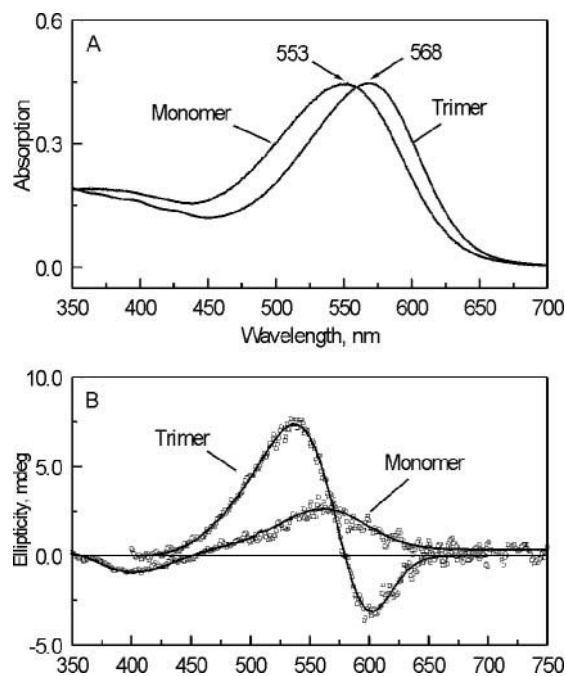 0.6
A
553
568
Monomer
Trimer
0.3
Absorption
0.0
350 400 450 500 550 600 650 700
Wavelength, nm
10.0
B
Trimer
Monomer
5.0
Ellipticity, mdeg
0.0
-5.0
350 400 450 500 550 600 650 700 750